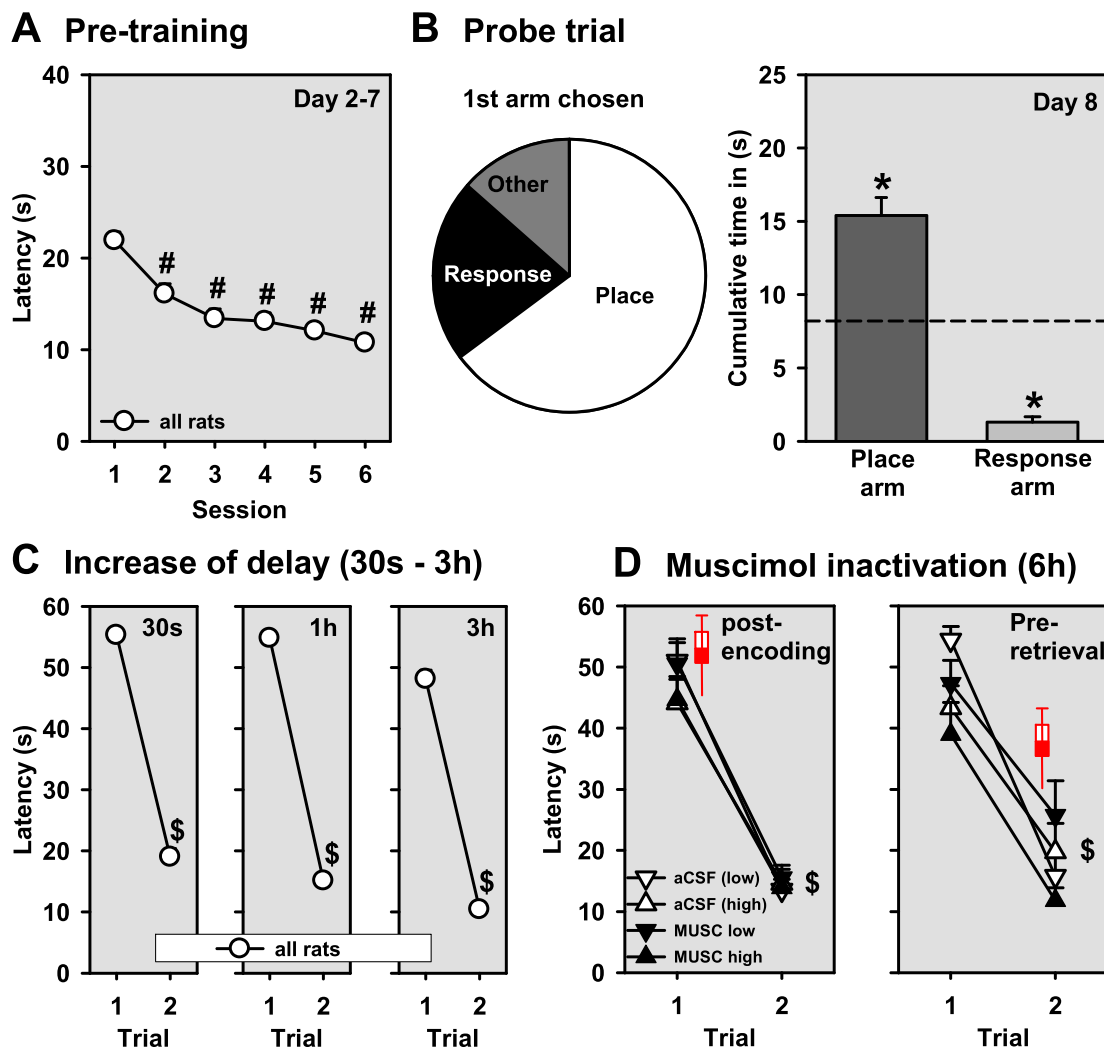 A Pre-training
40
30
20
10
0
Latency (s)
Day 2-7
#
#
#
#
#
all rats
1 2 3 4 5 6
Session
B Probe trial
1st arm chosen
Other
Response
Place
25
20
15
10
5
0
Cumulative time in (s)
Day 8
*
*
Place
arm
Response
arm
C Increase of delay (30s - 3h)
60
50
40
30
20
10
0
Latency (s)
30s
$
1h
$
3h
$
all rats
1 2
Trial
1 2
Trial
1 2
Trial
D Muscimol inactivation (6h)
60
50
40
30
20
10
0
Latency (s)
post-
encoding
$
aCSF (low)
aCSF (high)
MUSC low
MUSC high
1 2
Trial
Pre-
retrieval
$
1 2
Trial